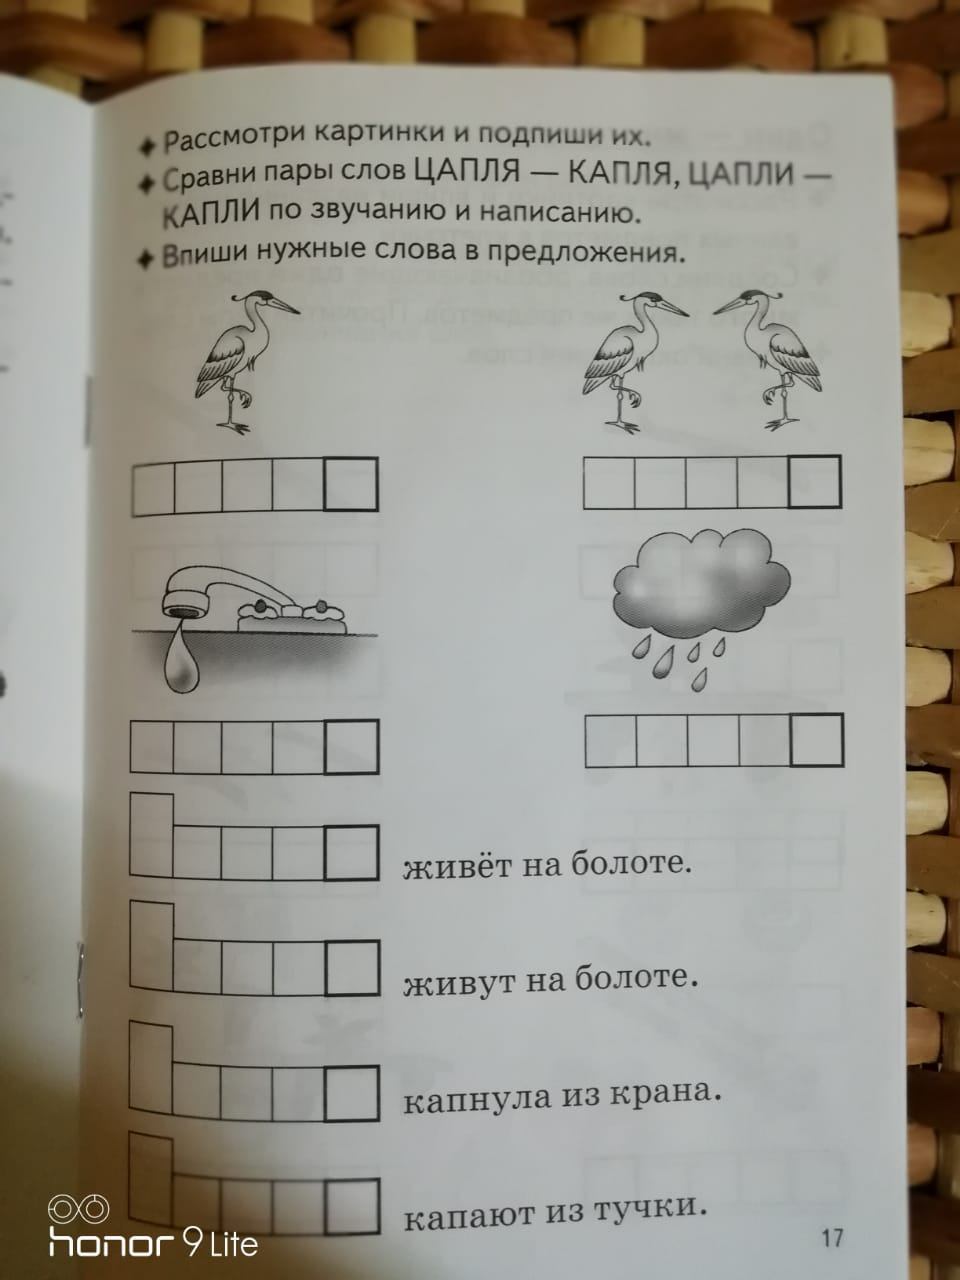 Рассмотри картинки и подпиши их.
Сравни пары слов ЦАПЛЯ — КАПЛЯ, ЦАПЛИ —
КАПЛИ по звучанию и написанию.
Впиши нужные слова в предложения.
живёт на болоте.
живут на болоте.
капнула из крана.
капают из тучки.
17
honor 9 Lite